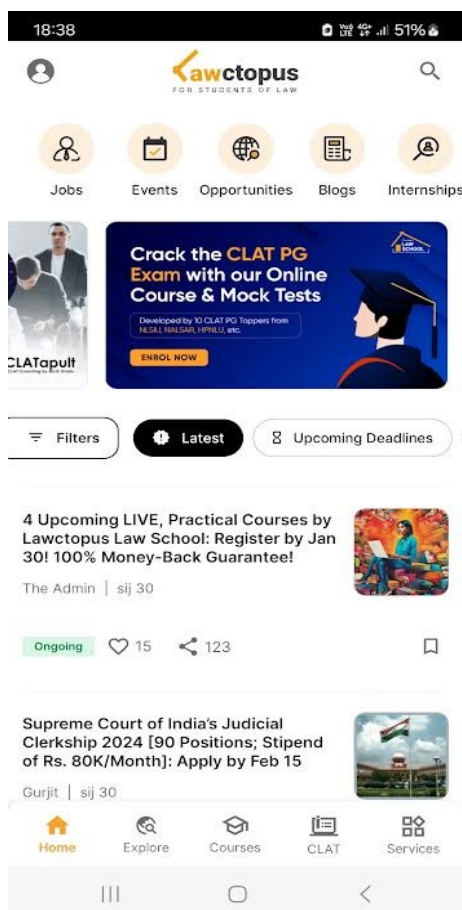 18:38
Vo) 4G+
LTE
51%
awctopus
FOR STUDENTS OF LAW
Jobs
Events
Opportunities
Blogs
Internships
CLATapult
Crack the CLAT PG
Exam with our Online
Course & Mock Tests
Developed by 10 CLAT PG Toppers from
NLSIU, NALSAR, HPNLU, etc.
ENROL NOW
LAW
SCHOOL
Filters
Latest
Upcoming Deadlines
4 Upcoming LIVE, Practical Courses by
Lawctopus Law School: Register by Jan
30! 100% Money-Back Guarantee!
The Admin | sij 30
Ongoing
15
123
Supreme Court of India's Judicial
Clerkship 2024 [90 Positions; Stipend
of Rs. 80K/Month]: Apply by Feb 15
Gurjit | sij 30
Home
Explore
Courses
CLAT
Services